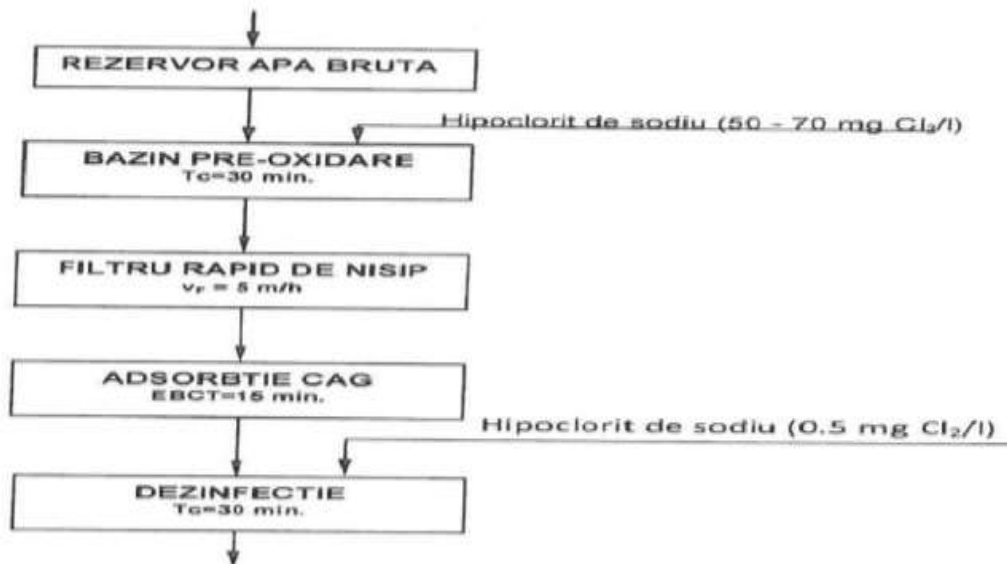 REZERVOR APA BRUTA
Hipoclorit de sodiu (50 - 70 mg Cl₂/l)
BAZIN PRE-OXIDARE
Tc=30 min.
FILTRU RAPID DE NISIP
v_F = 5 m/h
ADSORBTIE CAG
EBCT=15 min.
Hipoclorit de sodiu (0.5 mg Cl₂/l)
DEZINFECTIE
Tc=30 min.